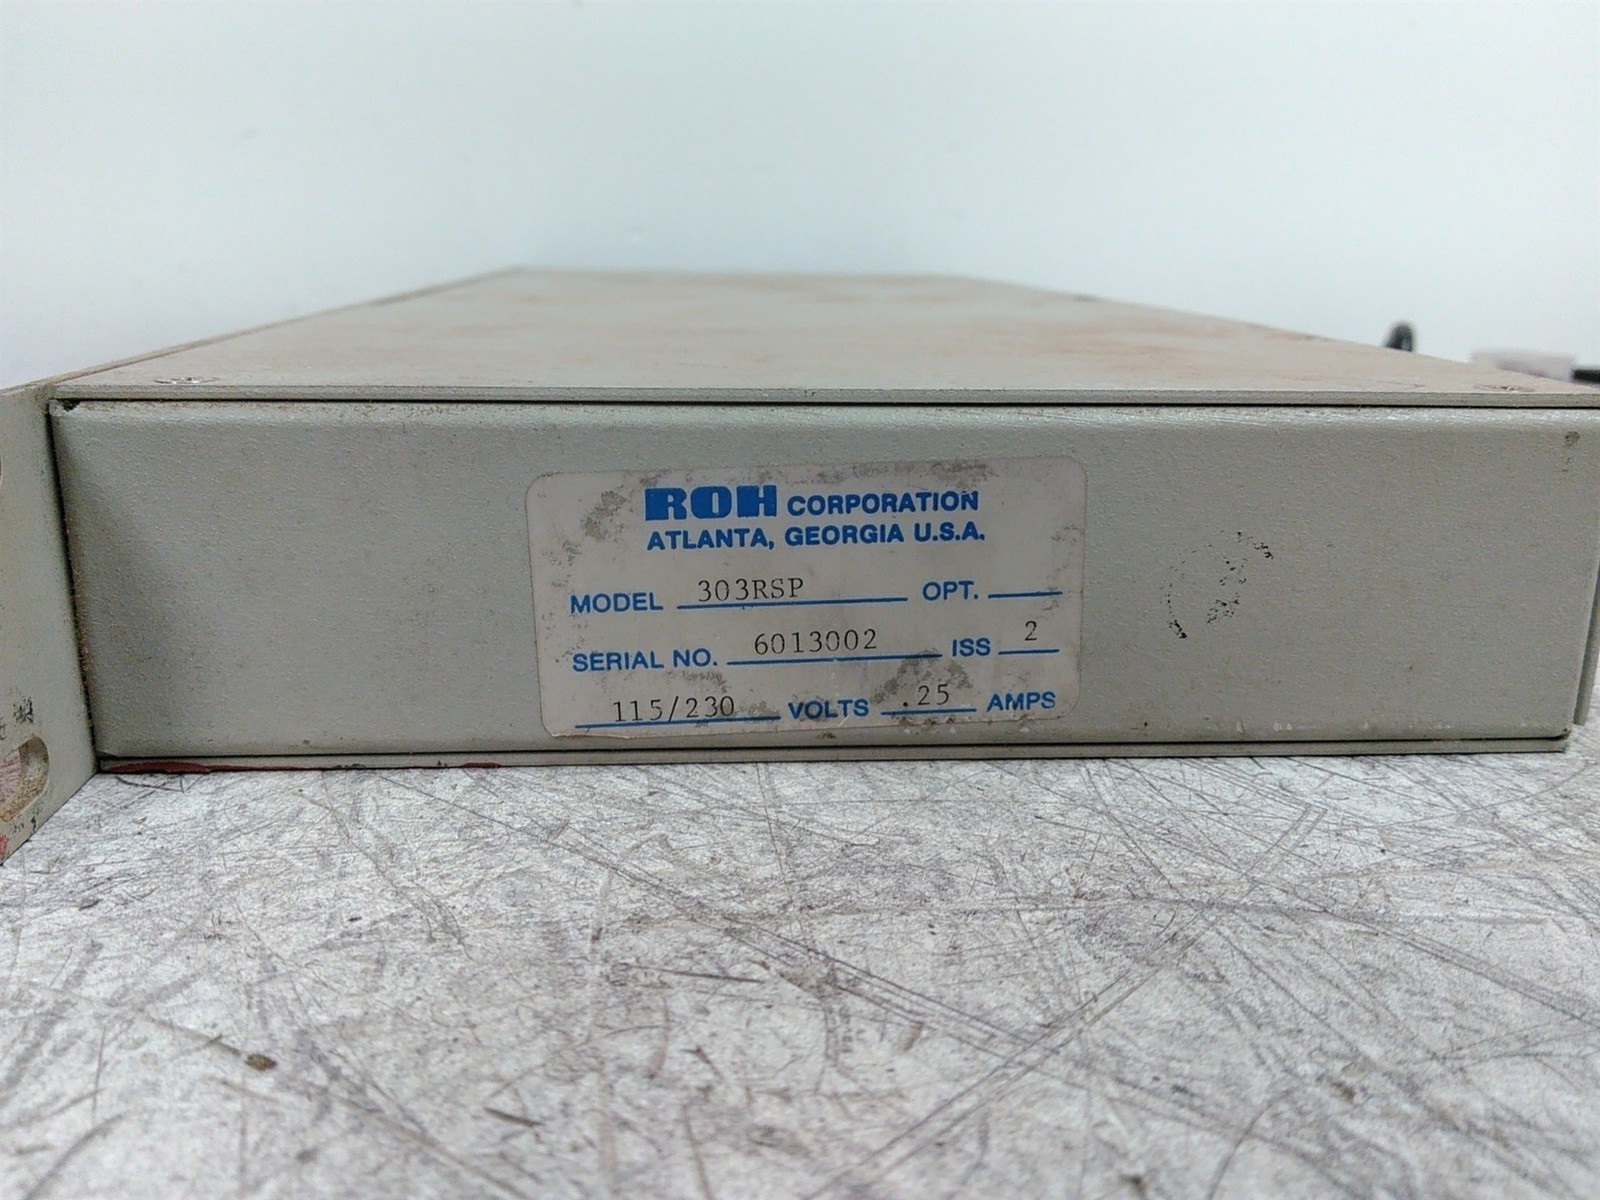 ROH CORPORATION
ATLANTA, GEORGIA U.S.A.
MODEL 303RSP OPT.
SERIAL NO. 6013002 ISS 2
115/230 VOLTS .25 AMPS